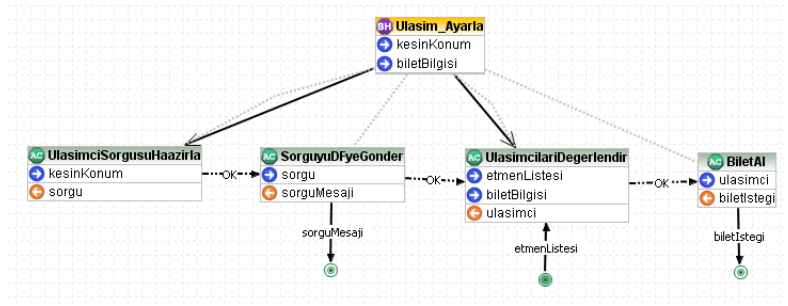 BH Ulasim_Ayarla
kesinKonum
biletBilgisi
AC UlasimciSorgusuHaazirla
kesinKonum
sorgu
OK
AC SorguyuDFyeGonder
sorgu
sorguMesaji
OK
AC UlasimcilariDegerlendir
etmenListesi
biletBilgisi
ulasimci
OK
AC BiletAl
ulasimci
biletIstegi
sorguMesaji
etmenListesi
biletIstegi